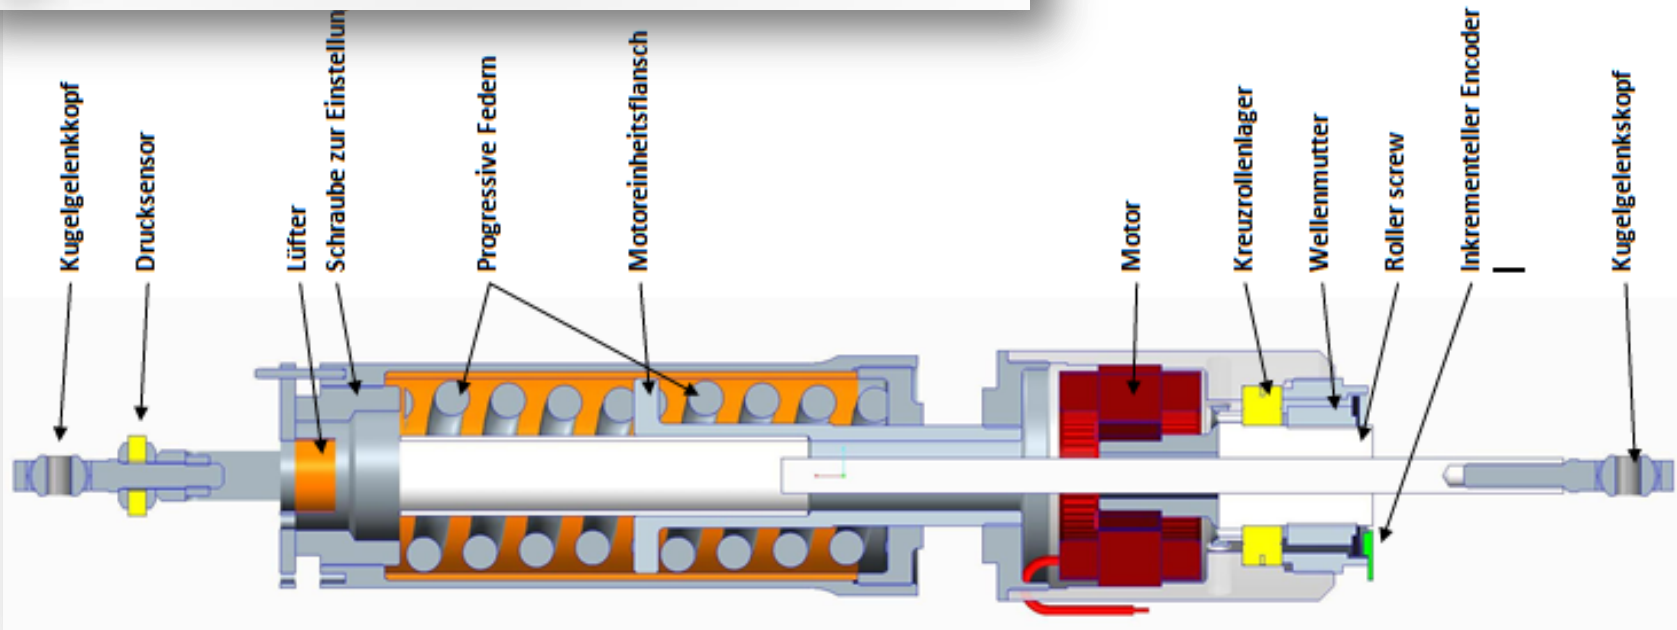 Kugelgelenkkopf
Drucksensor
Lüfter
Schraube zur Einstellun
Progressive Federn
Motoreinheitsflansch
Motor
Kreuzrollenlager
Wellenmutter
Roller screw
Inkrementeller Encoder
Kugelgelenkskopf